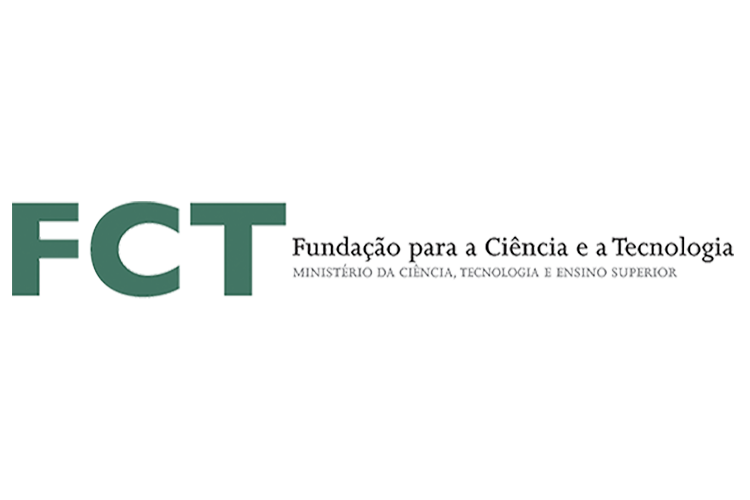 FCT
Fundação para a Ciência e a Tecnologia
MINISTÉRIO DA CIÊNCIA, TECNOLOGIA E ENSINO SUPERIOR